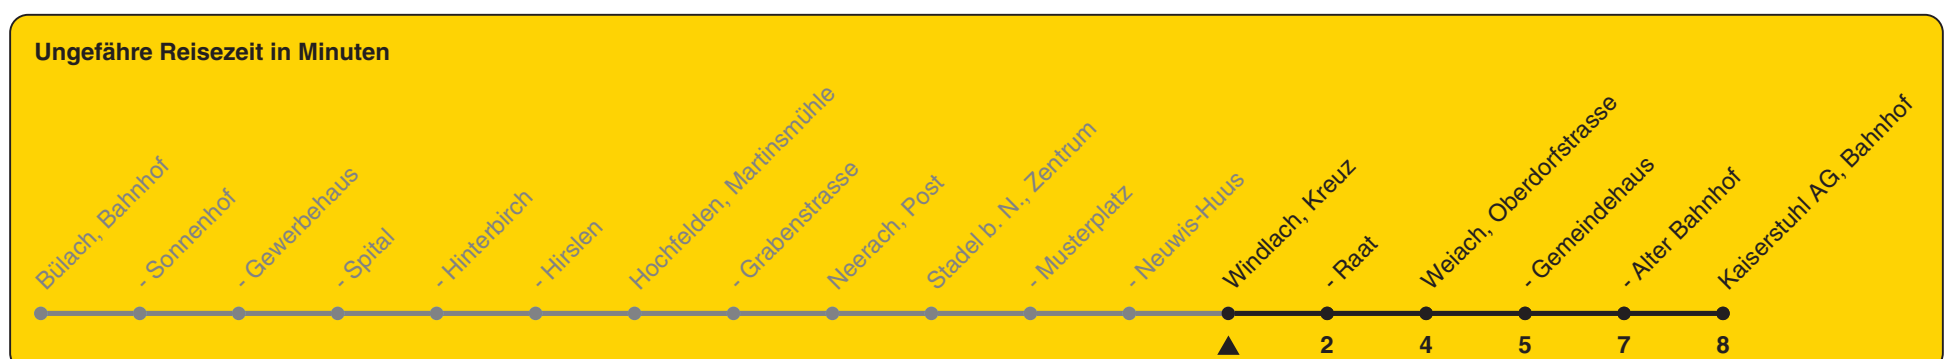 Ungefähre Reisezeit in Minuten
Bülach, Bahnhof
- Sonnenhof
- Gewerbehaus
- Spital
- Hinterbirch
- Hirslen
Hochfelden, Martinsmühle
- Grabenstrasse
Neerach, Post
Stadel b. N., Zentrum
- Musterplatz
- Neuwis-Huus
Windlach, Kreuz
- Raat
Weiach, Oberdorfstrasse
- Gemeindehaus
- Alter Bahnhof
Kaiserstuhl AG, Bahnhof
2 4 5 7 8